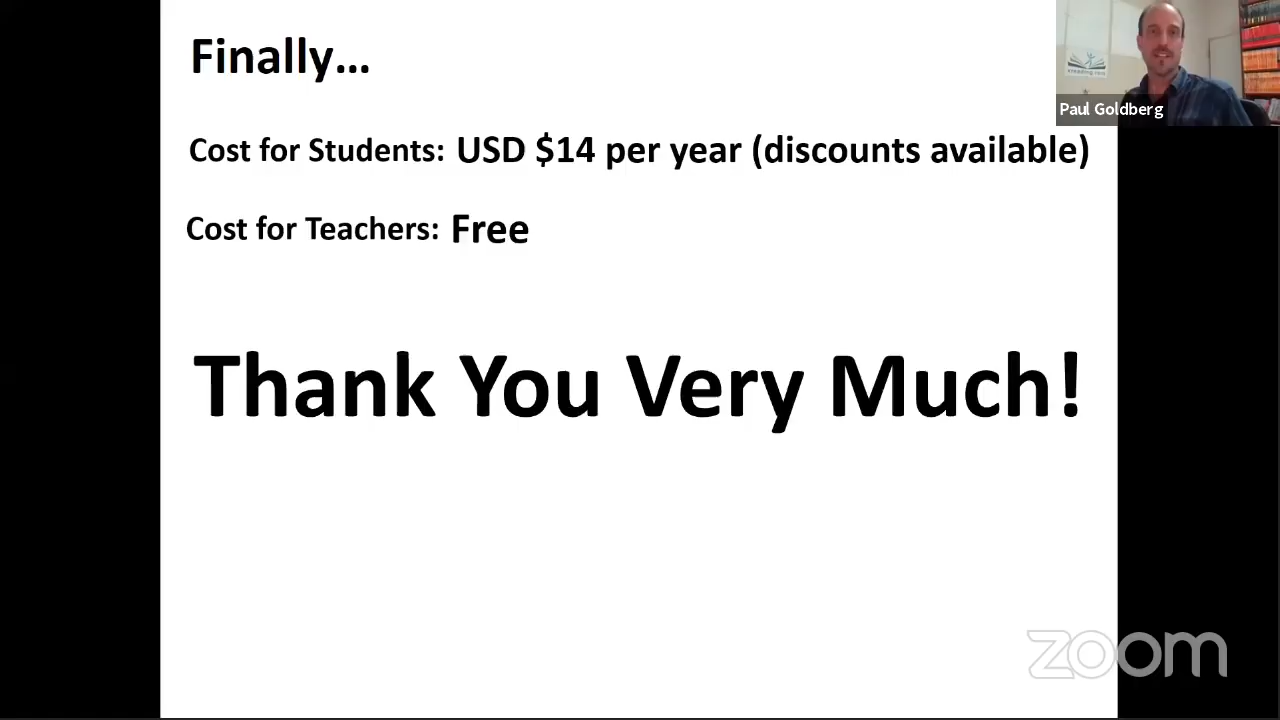 Finally...
Paul Goldberg
Cost for Students: USD $14 per year (discounts available)
Cost for Teachers: Free
Thank You Very Much!
zoom